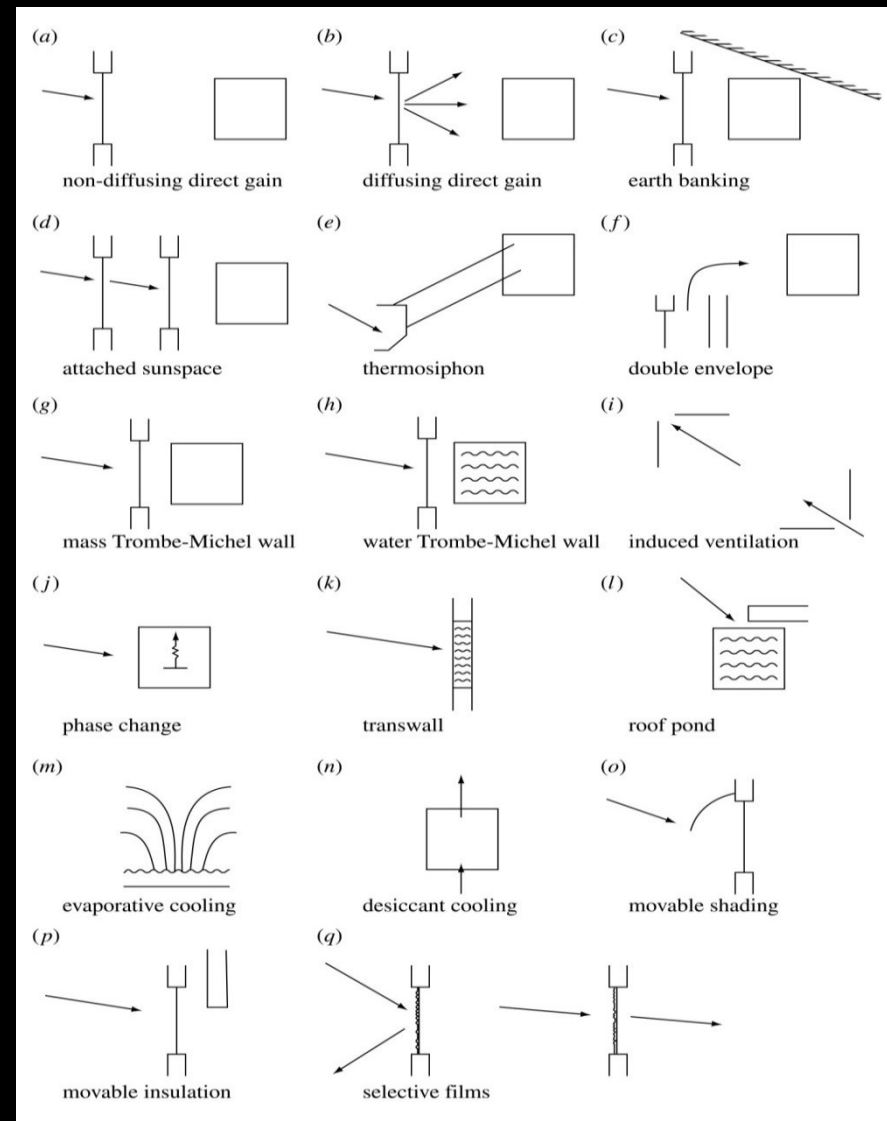 (a)
(b)
(c)
non-diffusing direct gain
diffusing direct gain
earth banking
(d)
(e)
(f)
attached sunspace
thermosiphon
double envelope
(g)
(h)
(i)
mass Trombe-Michel wall
water Trombe-Michel wall
induced ventilation
(j)
(k)
(l)
phase change
transwall
roof pond
(m)
(n)
(o)
evaporative cooling
desiccant cooling
movable shading
(p)
(q)
movable insulation
selective films